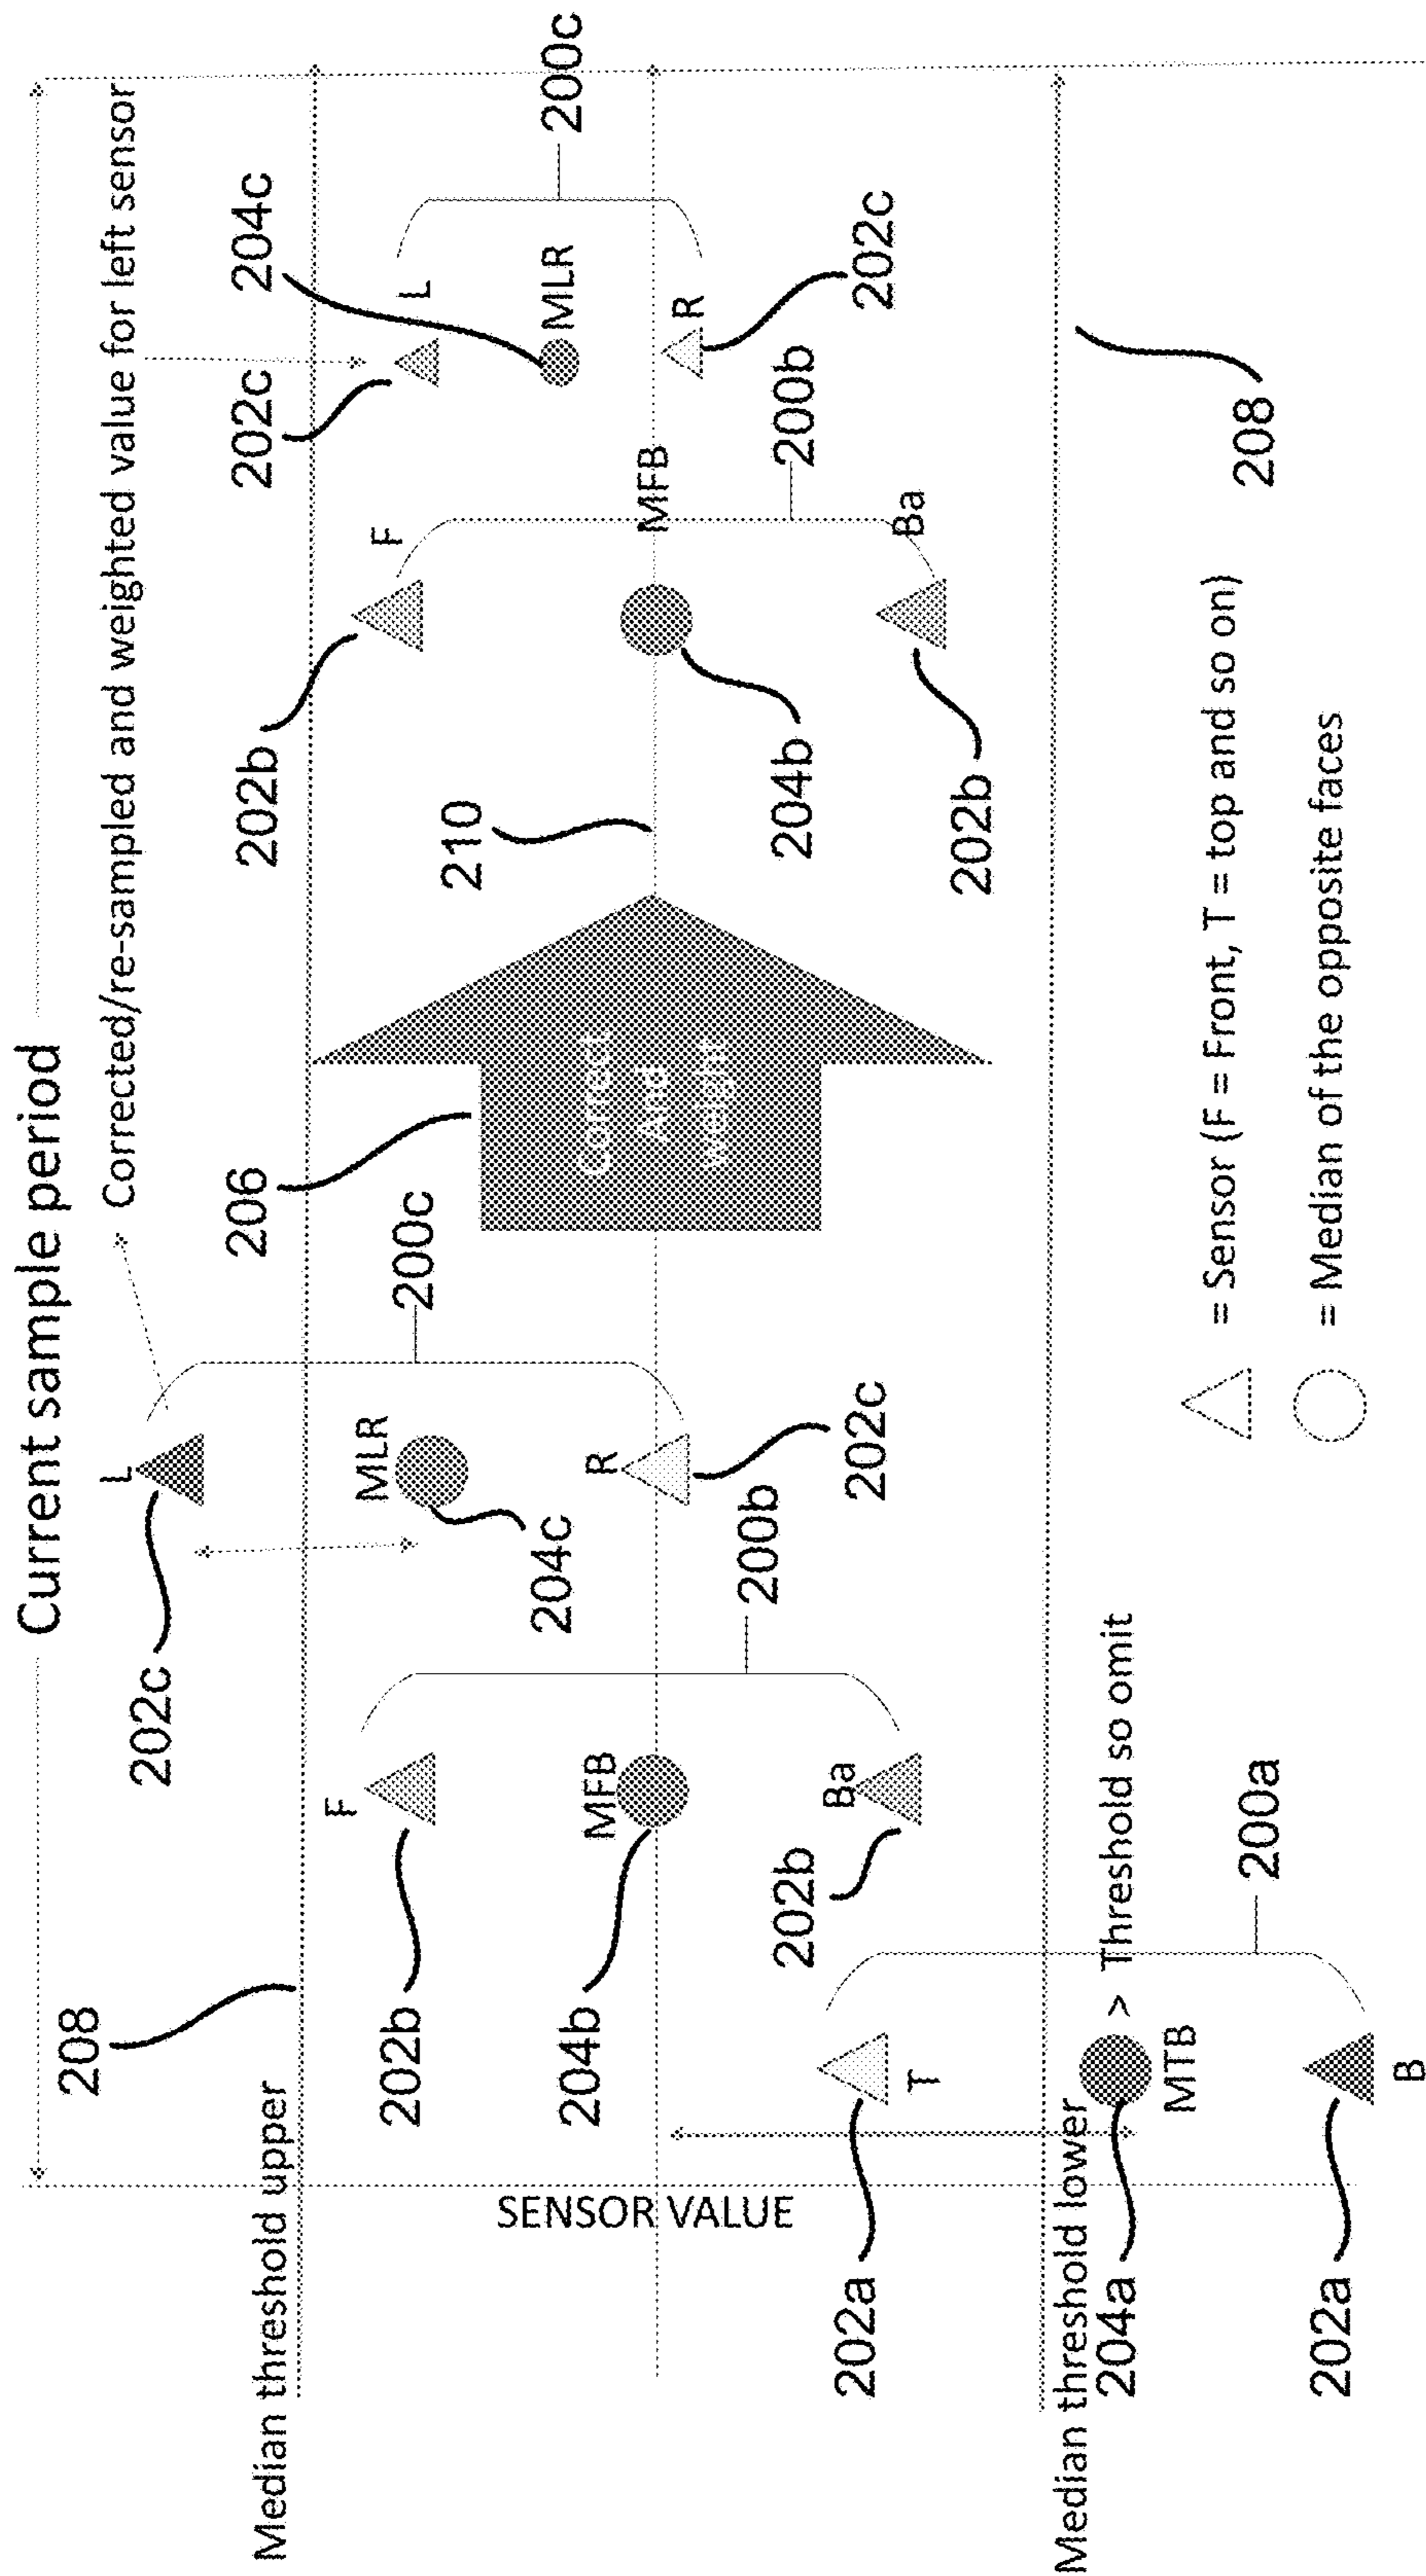 Current sample period
Corrected/re-sampled and weighted value for left sensor
Median threshold upper
208
L
202c
MLR
204c
R
202c
200c
F
202b
MFB
204b
Ba
202b
200b
SENSOR VALUE
T
202a
Median threshold lower
204a
MTB
> Threshold so omit
B
202a
200a
206
Correct
And
weight
210
F
202b
MFB
204b
Ba
202b
200b
L
202c
204c
MLR
R
202c
200c
208
= Sensor (F = Front, T = top and so on)
= Median of the opposite faces